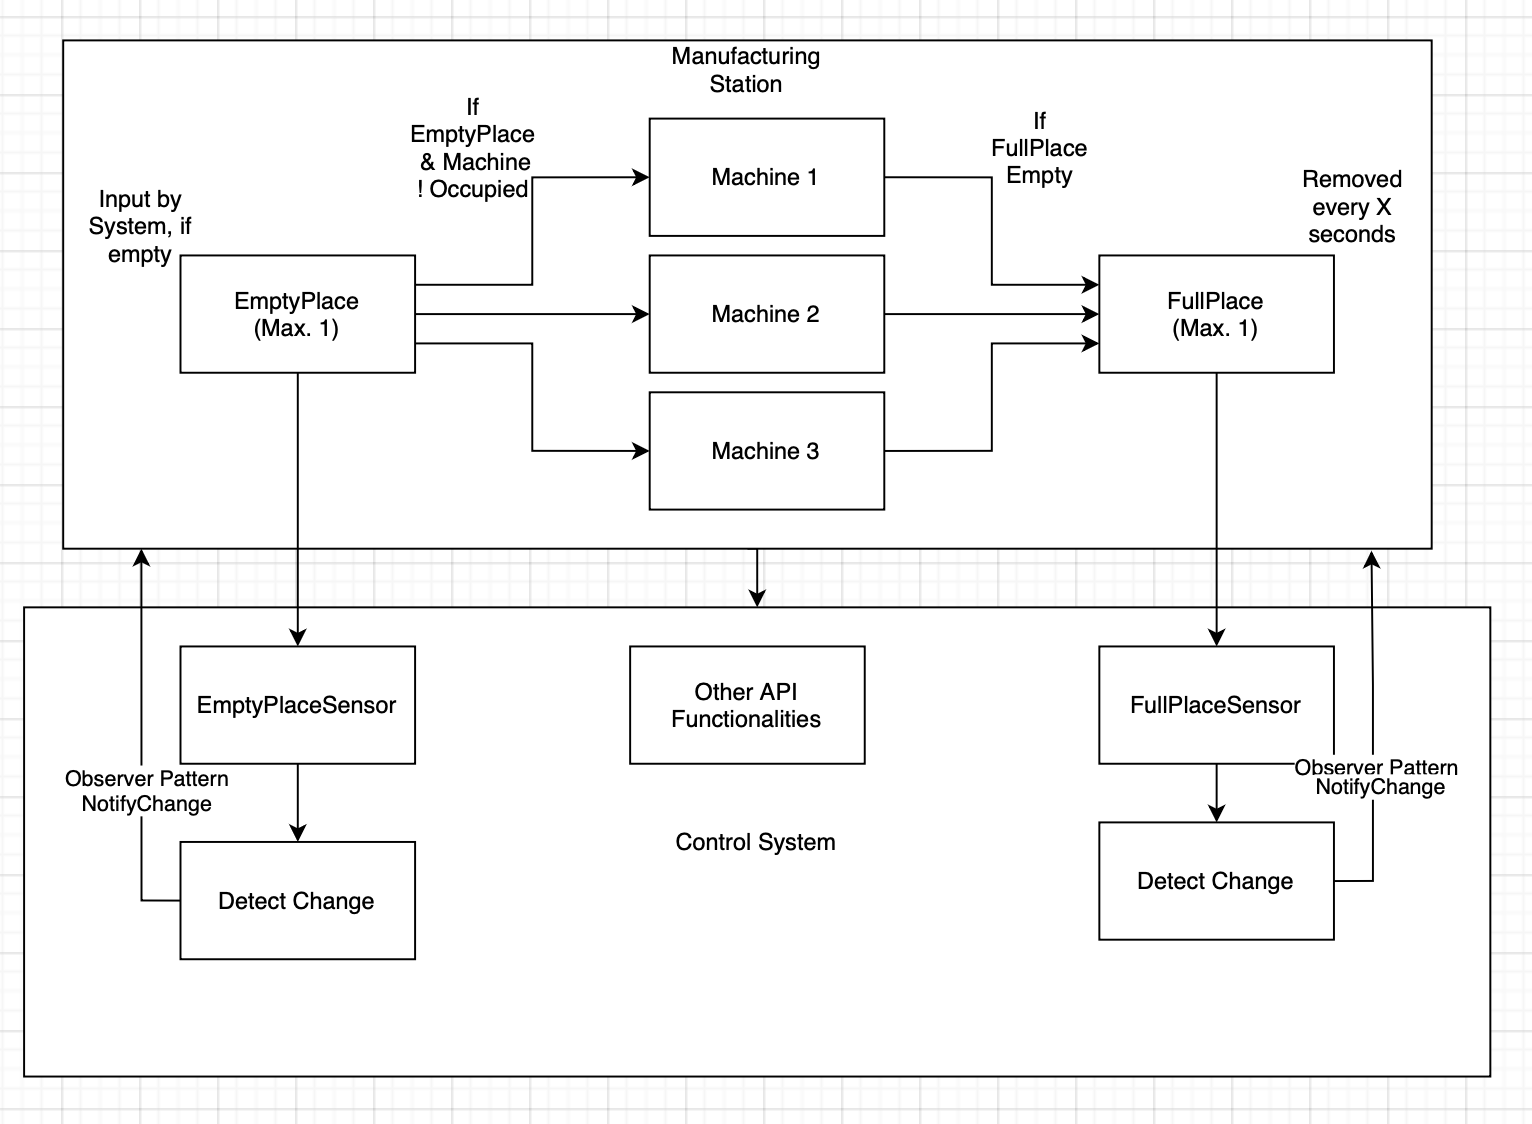 Manufacturing
Station
If
EmptyPlace
& Machine
! Occupied
If
FullPlace
Empty
Input by
System, if
empty
Removed
every X
seconds
Machine 1
EmptyPlace
(Max. 1)
Machine 2
FullPlace
(Max. 1)
Machine 3
EmptyPlaceSensor
Other API
Functionalities
FullPlaceSensor
Observer Pattern
NotifyChange
Observer Pattern
NotifyChange
Control System
Detect Change
Detect Change